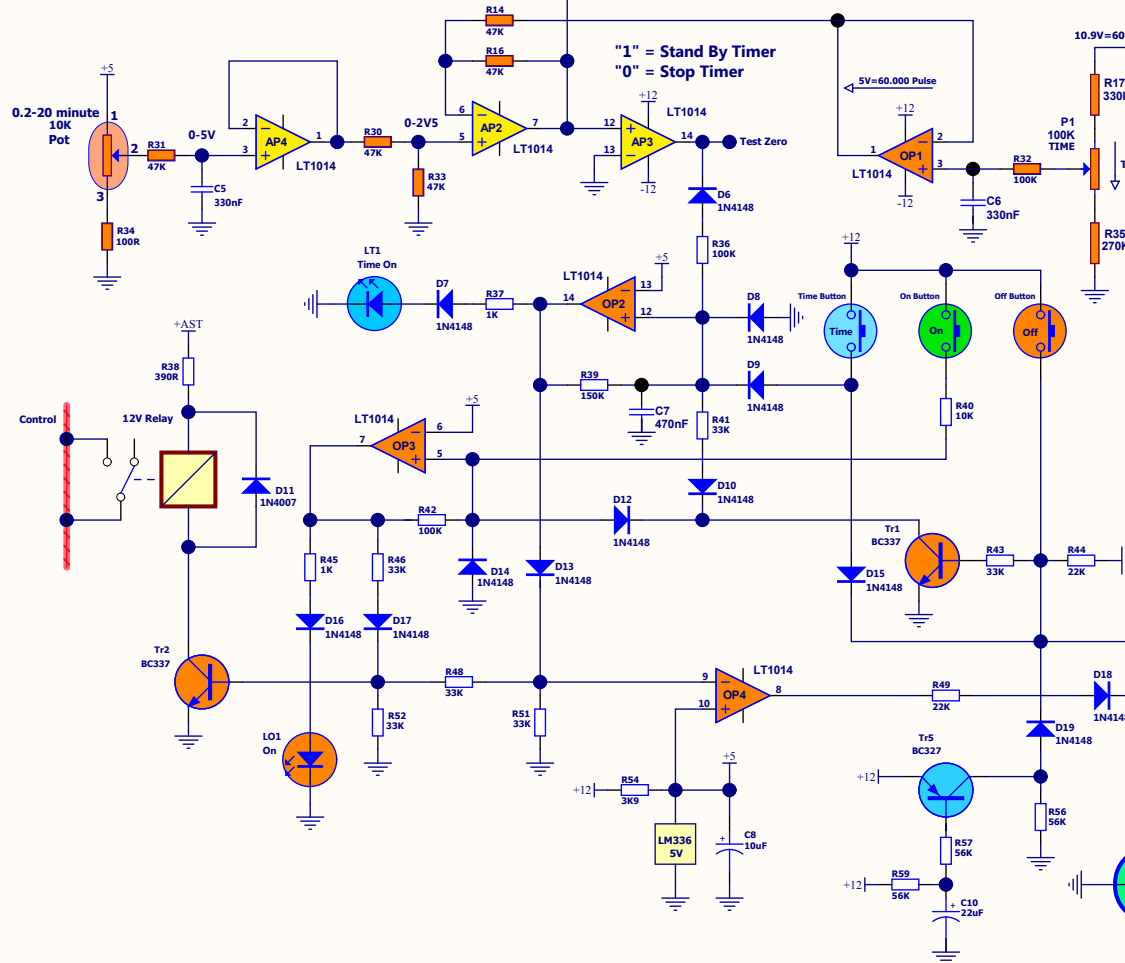 R14
47K
R16
47K
"1" = Stand By Timer
"0" = Stop Timer
10.9V=60
+5
0.2-20 minute
10K
Pot
1
2
3
R31
47K
0-5V
C5
330nF
R34
100R
2
3
AP4
1
LT1014
R30
47K
0-2V5
R33
47K
6
5
AP2
7
LT1014
12
13
+12
AP3
-12
LT1014
14
Test Zero
5V=60.000 Pulse
+12
OP1
-12
1
2
3
LT1014
R32
100K
C6
330nF
P1
100K
TIME
R17
330K
R35
270K
D6
1N4148
R36
100K
LT1
Time On
D7
1N4148
R37
1K
LT1014
14
OP2
13
12
+5
D8
1N4148
D9
1N4148
+12
Time Button
Time
On Button
On
Off Button
Off
R39
150K
C7
470nF
R41
33K
R40
10K
+AST
R38
390R
Control
12V Relay
D11
1N4007
LT1014
7
OP3
6
5
+5
D10
1N4148
D12
1N4148
R42
100K
Tr1
BC337
R43
33K
R44
22K
R45
1K
R46
33K
D14
1N4148
D13
1N4148
D15
1N4148
D16
1N4148
D17
1N4148
Tr2
BC337
R48
33K
R52
33K
R51
33K
LO1
On
9
10
OP4
8
LT1014
R49
22K
D18
1N414
D19
1N4148
Tr5
BC327
+12
+12
R54
3K9
+5
LM336
5V
C8
10uF
+
R56
56K
R57
56K
+12
R59
56K
+
C10
22uF